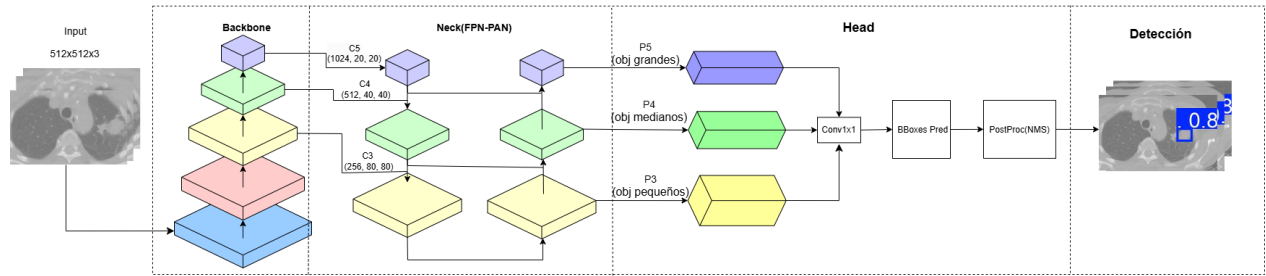 Input
512x512x3
Backbone
Neck(FPN-PAN)
C5
(1024, 20, 20)
C4
(512, 40, 40)
C3
(256, 80, 80)
Head
P5
(obj grandes)
P4
(obj medianos)
P3
(obj pequeños)
Conv1x1
BBoxes Pred
PostProc(NMS)
Detección
0.8